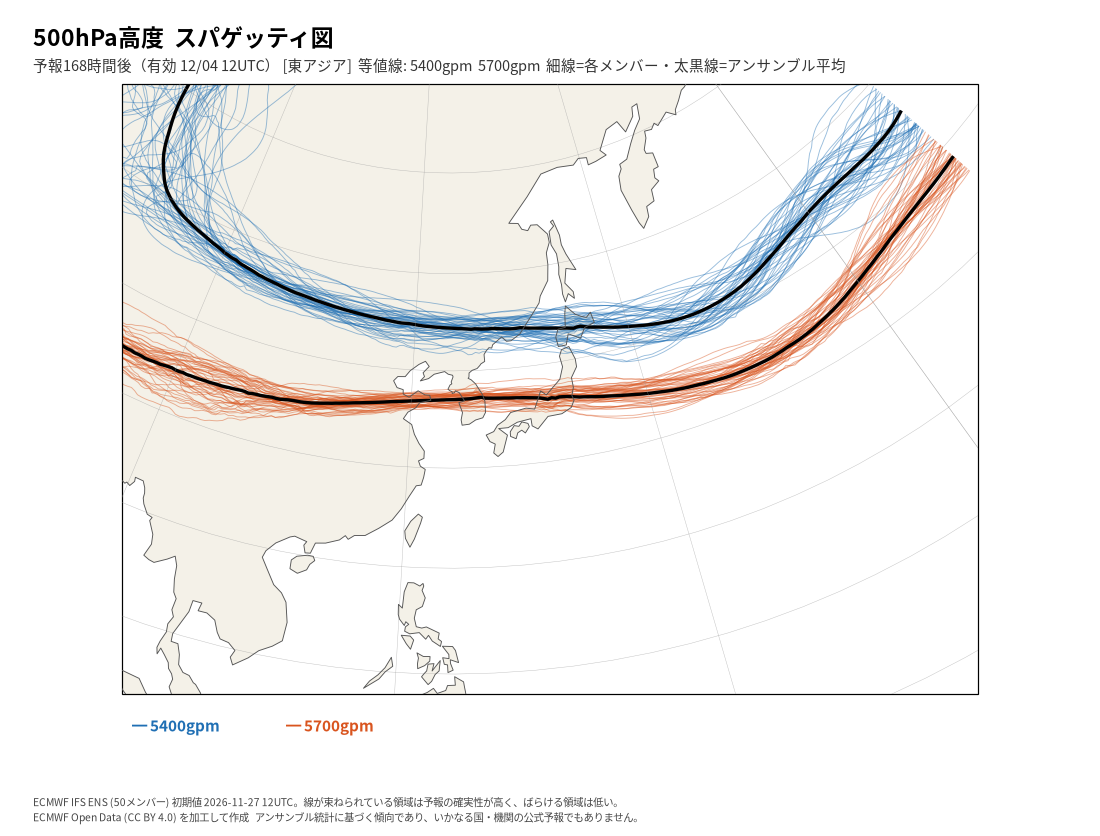 500hPa高度 スパゲッティ図
予報168時間後（有効 12/04 12UTC） [東アジア] 等値線: 5400gpm 5700gpm 細線=各メンバー・太黒線=アンサンブル平均
5400gpm 5700gpm
ECMWF IFS ENS (50メンバー) 初期値 2026-11-27 12UTC。線が束ねられている領域は予報の確実性が高く、ばらける領域は低い。
ECMWF Open Data (CC BY 4.0) を加工して作成 アンサンブル統計に基づく傾向であり、いかなる国・機関の公式予報でもありません。